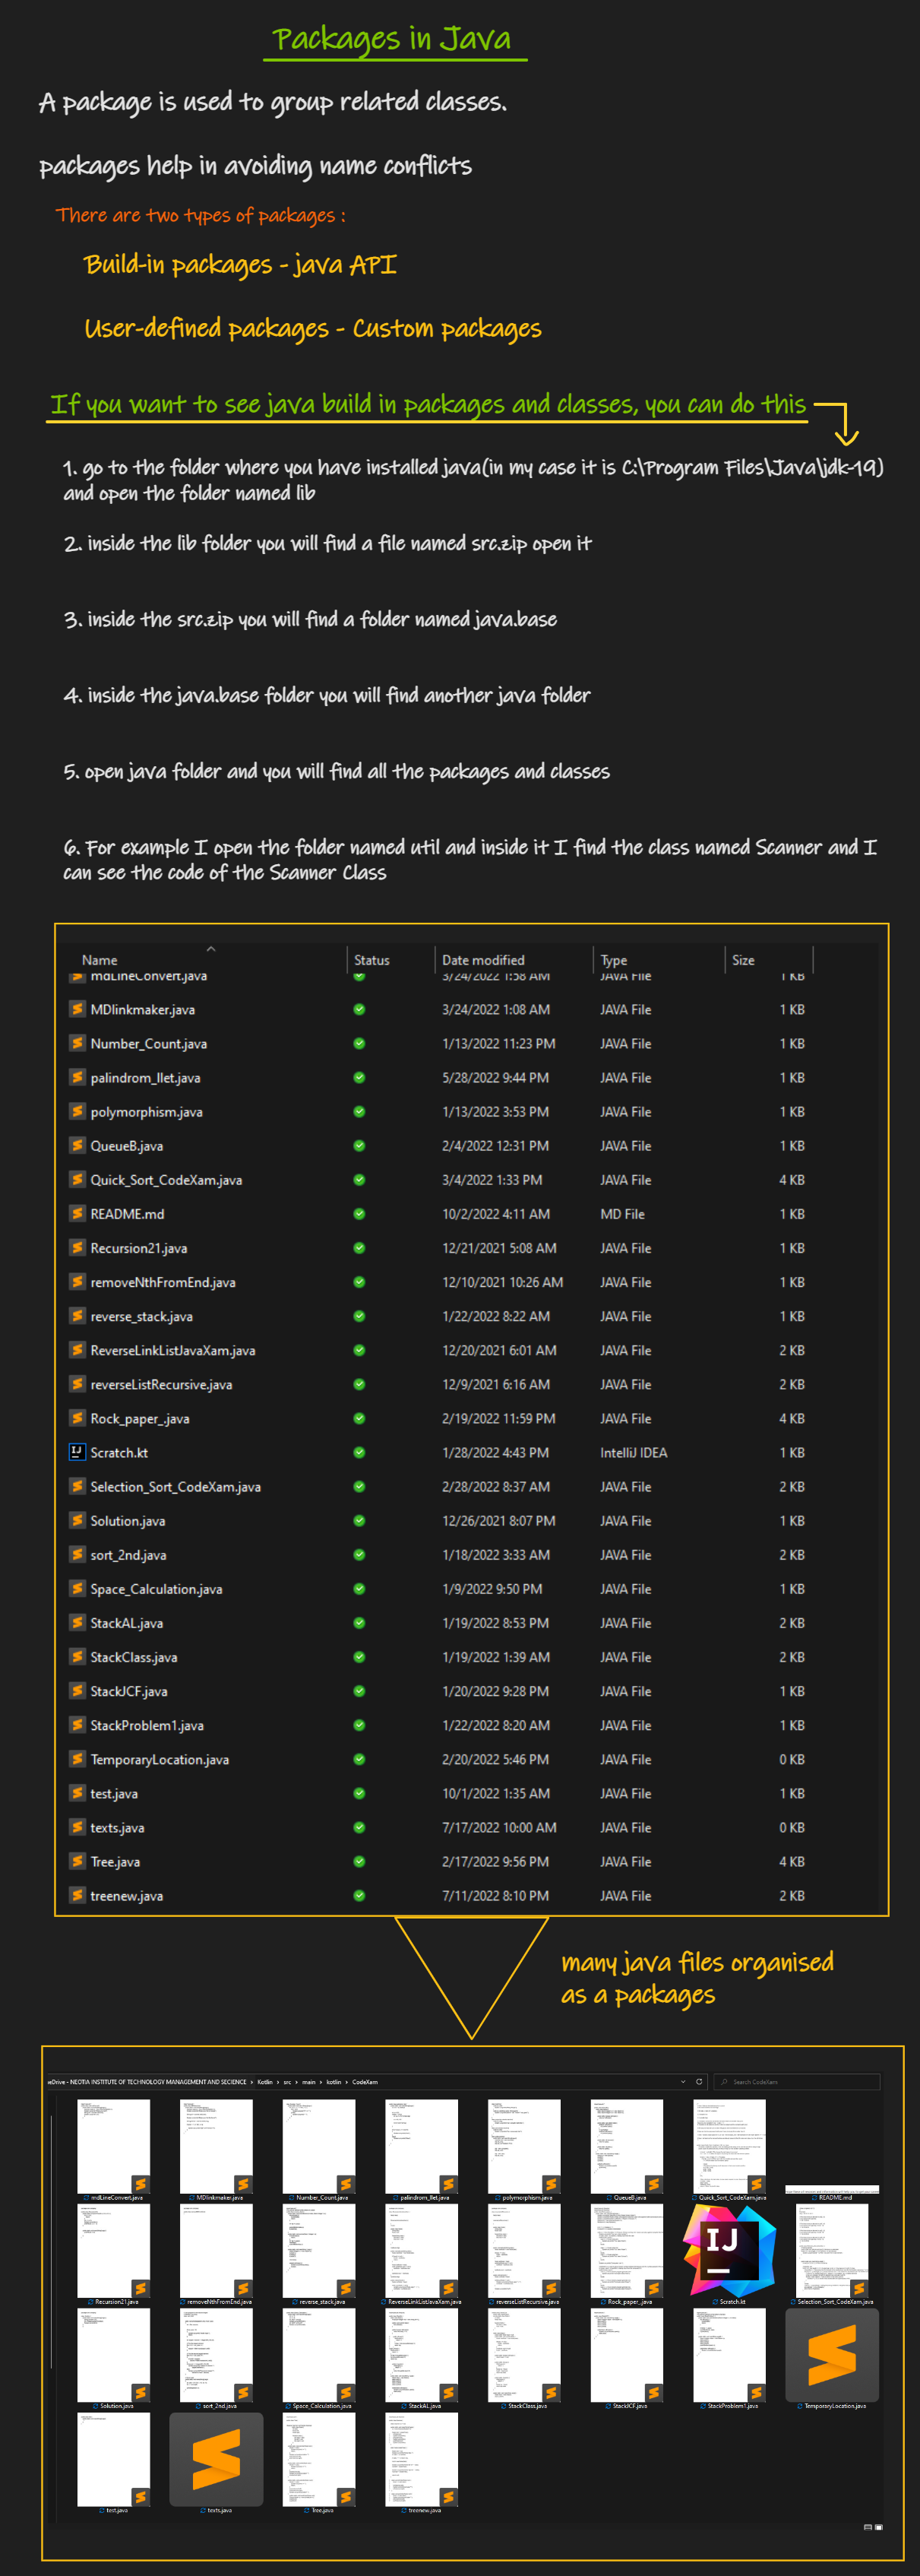 Packages in Java
A package is used to group related classes.
packages help in avoiding name conflicts
There are two types of packages :
Build-in packages - java API
User-defined packages - Custom packages
If you want to see java build in packages and classes, you can do this
1. go to the folder where you have installed java(in my case it is C:\Program Files\Java\jdk-19)
and open the folder named lib
2. inside the lib folder you will find a file named src.zip open it
3. inside the src.zip you will find a folder named java.base
4. inside the java.base folder you will find another java folder
5. open java folder and you will find all the packages and classes
6. For example I open the folder named util and inside it I find the class named Scanner and I
can see the code of the Scanner Class
Name Status Date modified Type Size
mdLineConvert.java 3/24/2022 1:58 AM JAVA File 1 KB
MDlinkmaker.java 3/24/2022 1:08 AM JAVA File 1 KB
Number_Count.java 1/13/2022 11:23 PM JAVA File 1 KB
palindrom_llet.java 5/28/2022 9:44 PM JAVA File 1 KB
polymorphism.java 1/13/2022 3:53 PM JAVA File 1 KB
QueueB.java 2/4/2022 12:31 PM JAVA File 1 KB
Quick_Sort_CodeXam.java 3/4/2022 1:33 PM JAVA File 4 KB
README.md 10/2/2022 4:11 AM MD File 1 KB
Recursion21.java 12/21/2021 5:08 AM JAVA File 1 KB
removeNthFromEnd.java 12/10/2021 10:26 AM JAVA File 1 KB
reverse_stack.java 1/22/2022 8:22 AM JAVA File 1 KB
ReverseLinkListJavaXam.java 12/20/2021 6:01 AM JAVA File 2 KB
reverseListRecursive.java 12/9/2021 6:16 AM JAVA File 2 KB
Rock_paper_.java 2/19/2022 11:59 PM JAVA File 4 KB
IJ Scratch.kt 1/28/2022 4:43 PM IntelliJ IDEA 1 KB
Selection_Sort_CodeXam.java 2/28/2022 8:37 AM JAVA File 2 KB
Solution.java 12/26/2021 8:07 PM JAVA File 1 KB
sort_2nd.java 1/18/2022 3:33 AM JAVA File 2 KB
Space_Calculation.java 1/9/2022 9:50 PM JAVA File 1 KB
StackAL.java 1/19/2022 8:53 PM JAVA File 2 KB
StackClass.java 1/19/2022 1:39 AM JAVA File 2 KB
StackJCF.java 1/20/2022 9:28 PM JAVA File 1 KB
StackProblem1.java 1/22/2022 8:20 AM JAVA File 1 KB
TemporaryLocation.java 2/20/2022 5:46 PM JAVA File 0 KB
test.java 10/1/2022 1:35 AM JAVA File 1 KB
texts.java 7/17/2022 10:00 AM JAVA File 0 KB
Tree.java 2/17/2022 9:56 PM JAVA File 4 KB
treenew.java 7/11/2022 8:10 PM JAVA File 2 KB
many java files organised
as a packages
eDrive - NEOTIA INSTITUTE OF TECHNOLOGY MANAGEMENT AND SECIENCE > Kotlin > src > main > kotlin > CodeXam Search CodeXam
mdLineConvert.java MDlinkmaker.java Number_Count.java palindrom_llet.java polymorphism.java QueueB.java Quick_Sort_CodeXam.java README.md
IJ
Recursion21.java removeNthFromEnd.java reverse_stack.java ReverseLinkListJavaXam.java reverseListRecursive.java Rock_paper_.java Scratch.kt Selection_Sort_CodeXam.java
Solution.java sort_2nd.java Space_Calculation.java StackAL.java StackClass.java StackJCF.java StackProblem1.java TemporaryLocation.java
test.java texts.java Tree.java treenew.java